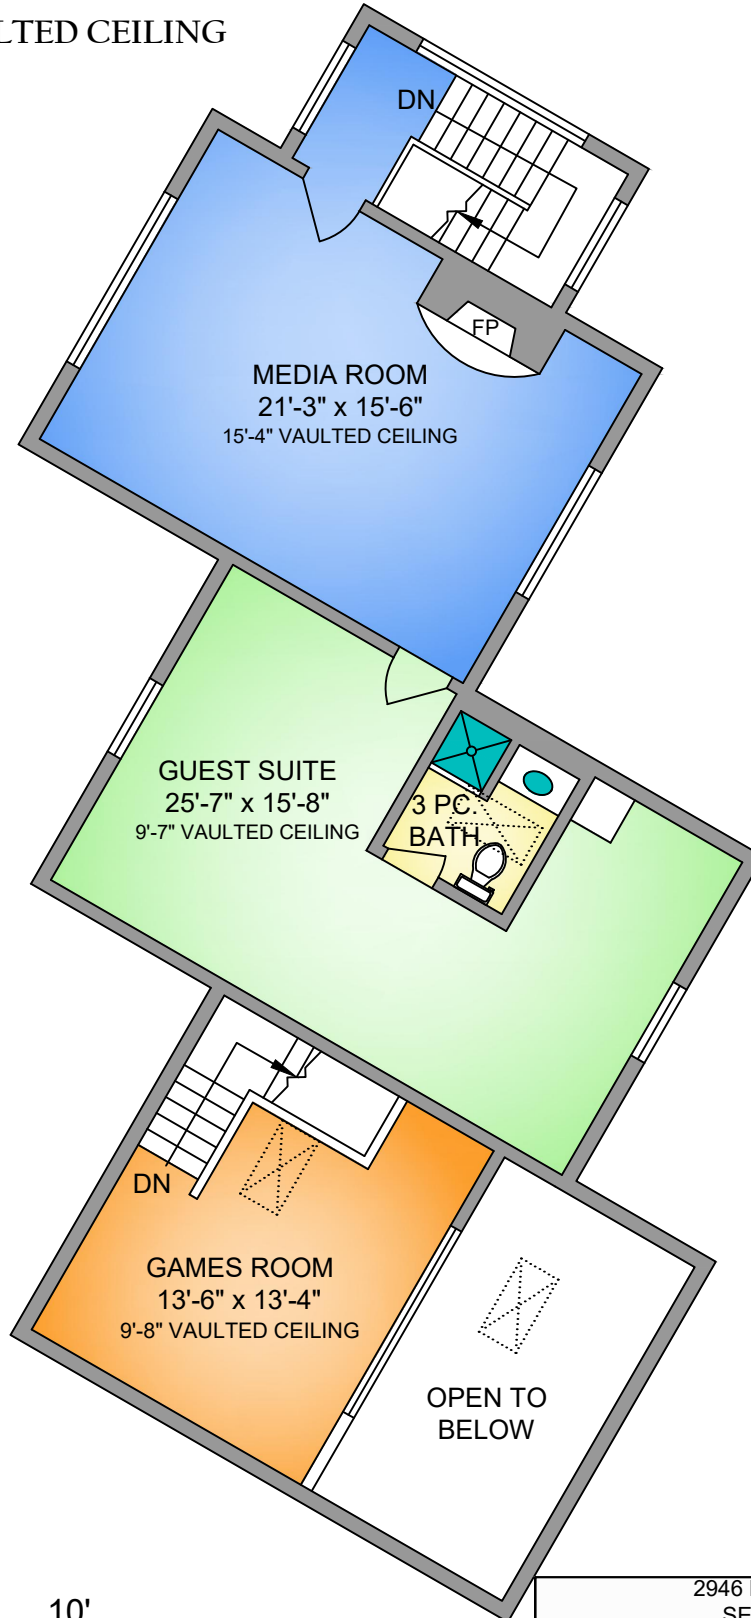 VAULTED CEILING
DN
FP
MEDIA ROOM
21'-3" x 15'-6"
15'-4" VAULTED CEILING
GUEST SUITE
25'-7" x 15'-8"
9'-7" VAULTED CEILING
3 PC.
BATH
DN
GAMES ROOM
13'-6" x 13'-4"
9'-8" VAULTED CEILING
OPEN TO
BELOW
10'
2946
SE